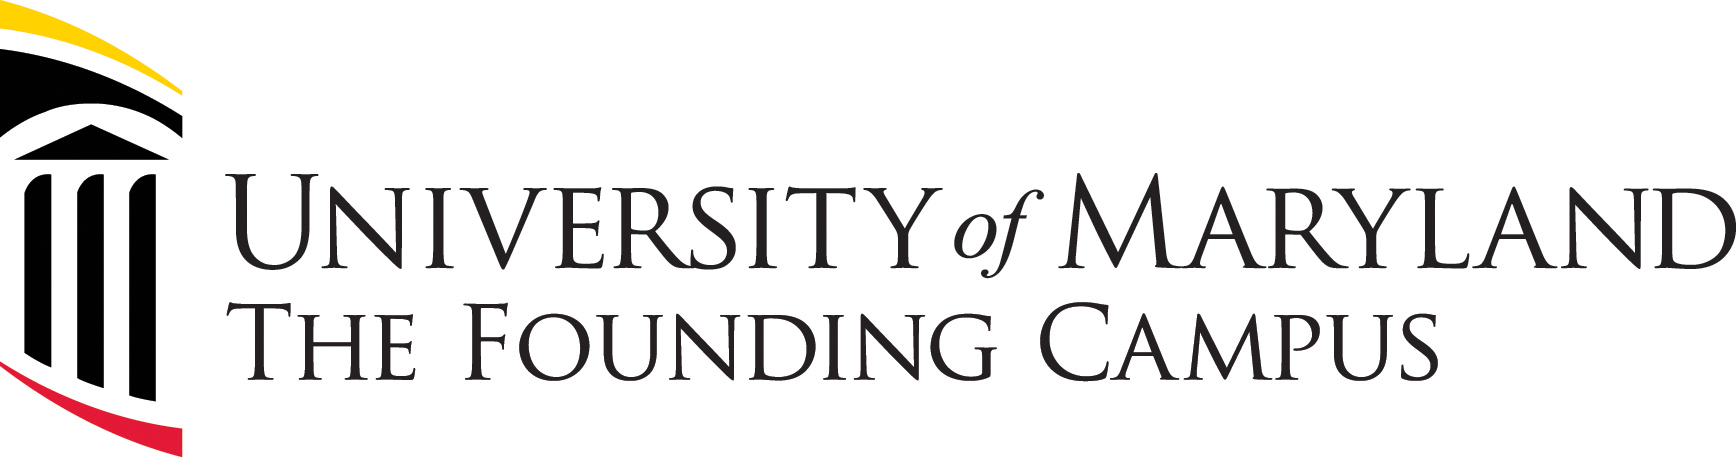 UNIVERSITY of MARYLAND
THE FOUNDING CAMPUS